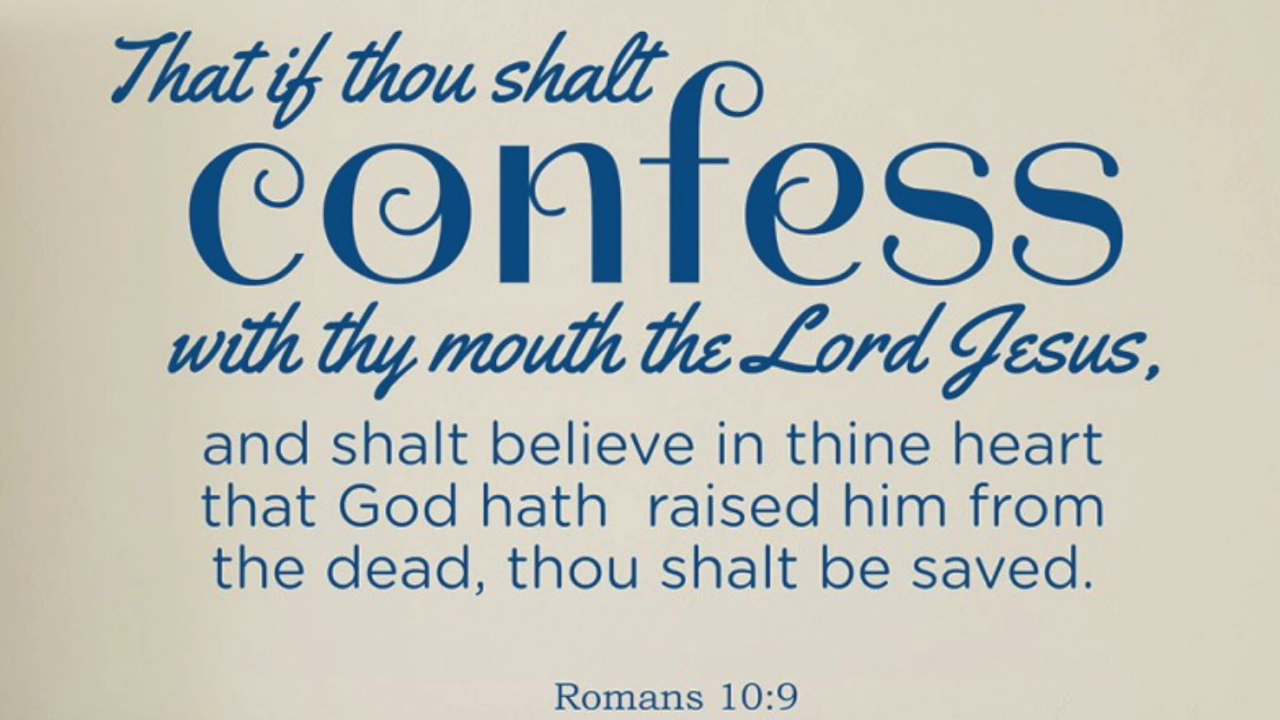 That if thou shalt
confess
with thy mouth the Lord Jesus,
and shalt believe in thine heart
that God hath raised him from
the dead, thou shalt be saved.
Romans 10:9